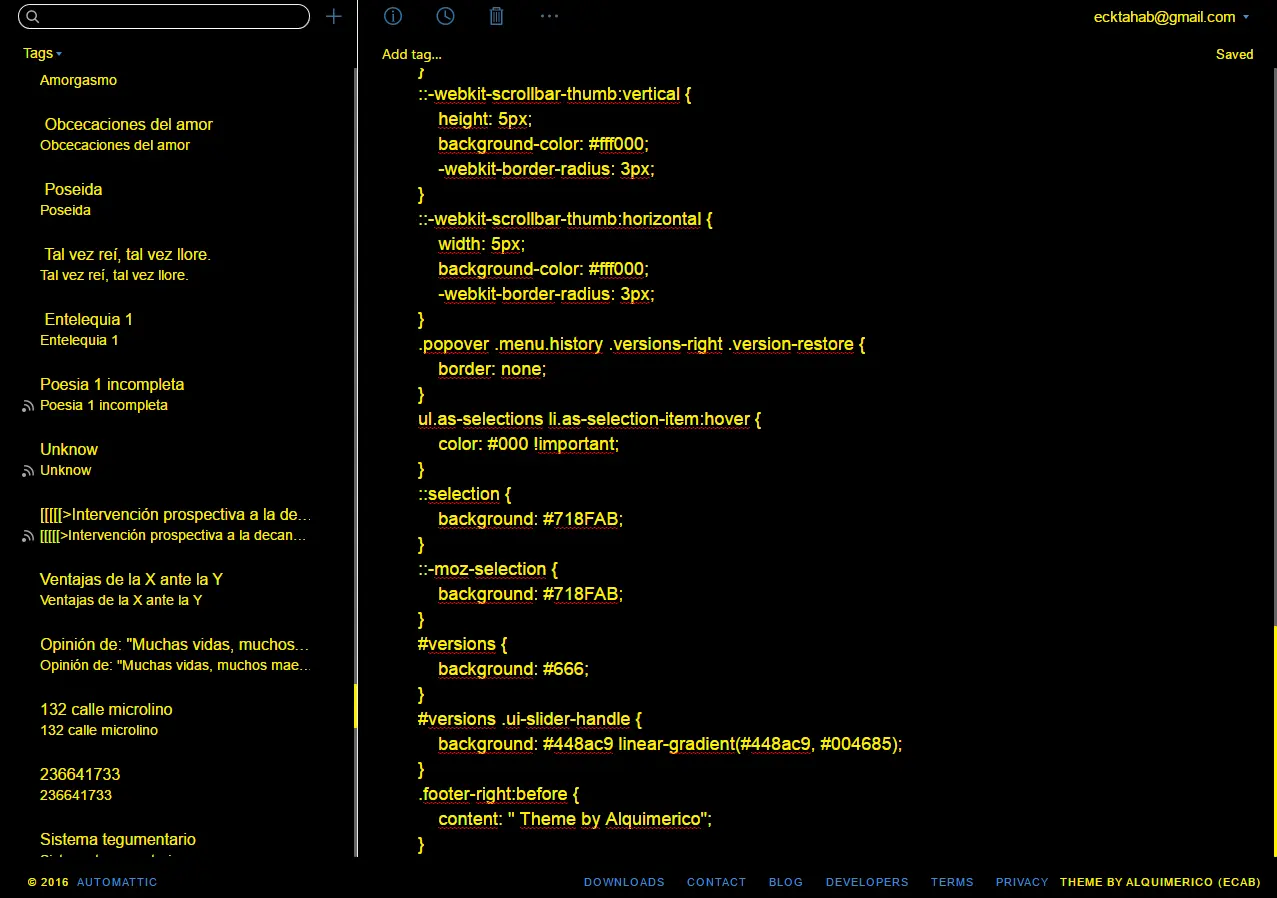 ecktahab@gmail.com
Tags
Add tag...
Saved
Amorgasmo
Obcecaciones del amor
Obcecaciones del amor
Poseida
Poseida
Tal vez reí, tal vez llore.
Tal vez reí, tal vez llore.
Entelequia 1
Entelequia 1
Poesia 1 incompleta
Poesia 1 incompleta
Unknow
Unknow
[[[[[>Intervención prospectiva a la de...
[[[[[>Intervención prospectiva a la decan...
Ventajas de la X ante la Y
Ventajas de la X ante la Y
Opinión de: "Muchas vidas, muchos...
Opinión de: "Muchas vidas, muchos mae...
132 calle microlino
132 calle microlino
236641733
236641733
Sistema tegumentario
}
::-webkit-scrollbar-thumb:vertical {
height: 5px;
background-color: #fff000;
-webkit-border-radius: 3px;
}
::-webkit-scrollbar-thumb:horizontal {
width: 5px;
background-color: #fff000;
-webkit-border-radius: 3px;
}
.popover .menu.history .versions-right .version-restore {
border: none;
}
ul.as-selections li.as-selection-item:hover {
color: #000 !important;
}
::selection {
background: #718FAB;
}
::-moz-selection {
background: #718FAB;
}
#versions {
background: #666;
}
#versions .ui-slider-handle {
background: #448ac9 linear-gradient(#448ac9, #004685);
}
.footer-right:before {
content: " Theme by Alquimerico";
}
© 2016 AUTOMATTIC
DOWNLOADS CONTACT BLOG DEVELOPERS TERMS PRIVACY THEME BY ALQUIMERICO (ECAB)